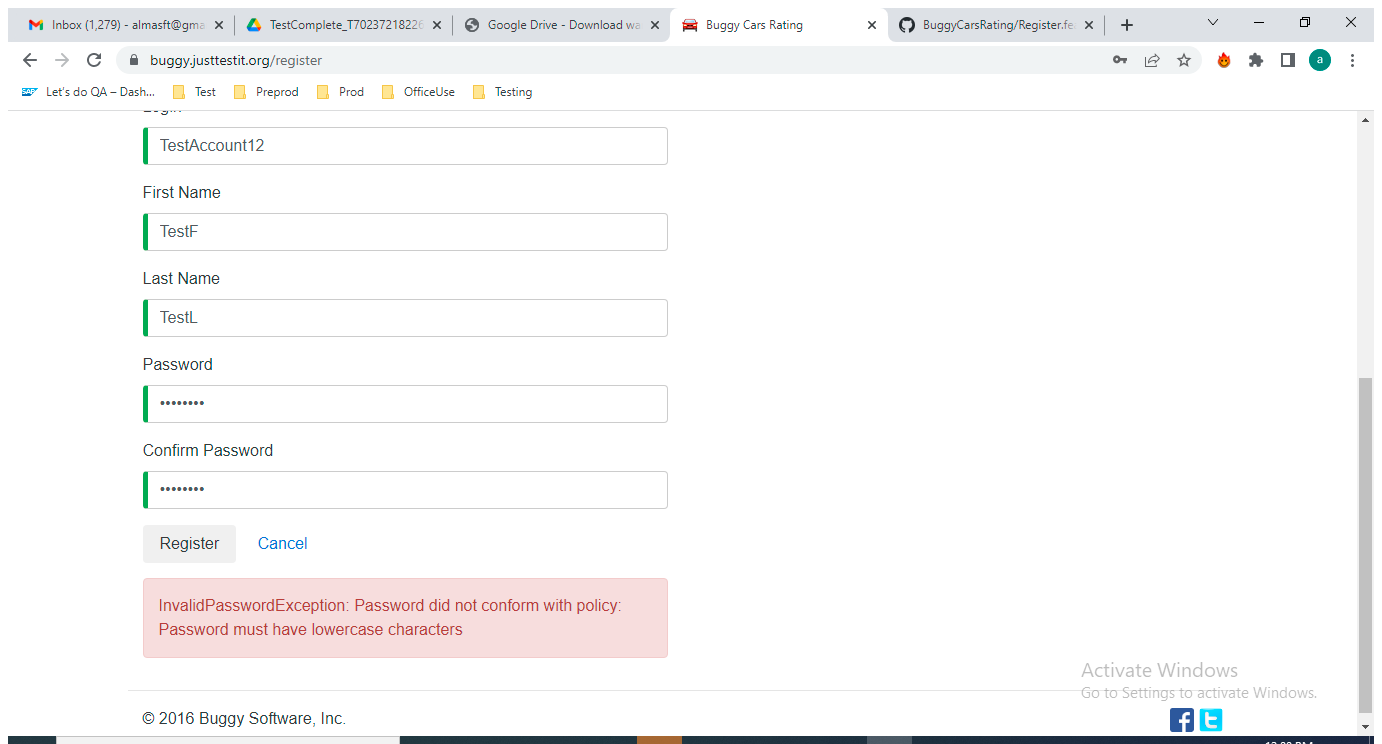 Inbox (1,279) - almasft@gma
TestComplete_T70237218226
Google Drive - Download wa
Buggy Cars Rating
BuggyCarsRating/Register.fe
buggy.justtestit.org/register
a
SAP
Let's do QA – Dash...
Test
Preprod
Prod
OfficeUse
Testing
Login
TestAccount12
First Name
TestF
Last Name
TestL
Password
••••••••
Confirm Password
••••••••
Register
Cancel
InvalidPasswordException: Password did not conform with policy:
Password must have lowercase characters
Activate Windows
Go to Settings to activate Windows.
© 2016 Buggy Software, Inc.